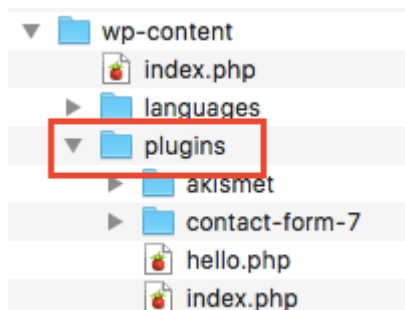 wp-content
index.php
languages
plugins
akismet
contact-form-7
hello.php
index.php